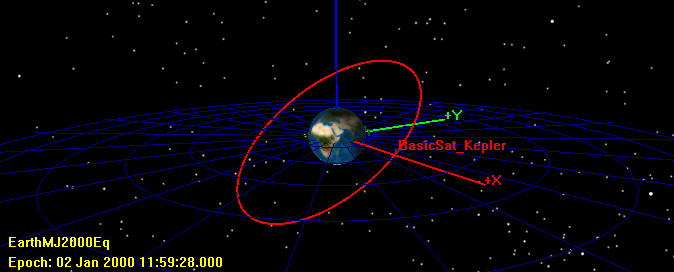 +Y
BasicSat_Kepler
+X
EarthMJ2000Eq
Epoch: 02 Jan 2000 11:59:28.000